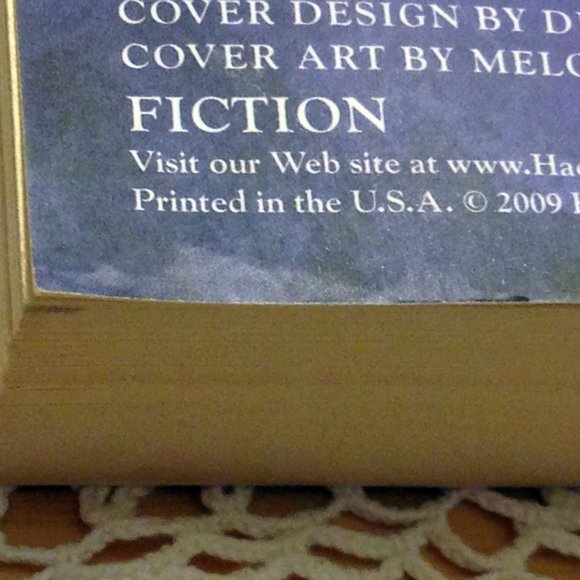 COVER DESIGN BY
COVER ART BY
FICTION
Visit our Web site at
Printed in the U.S.A. © 2009